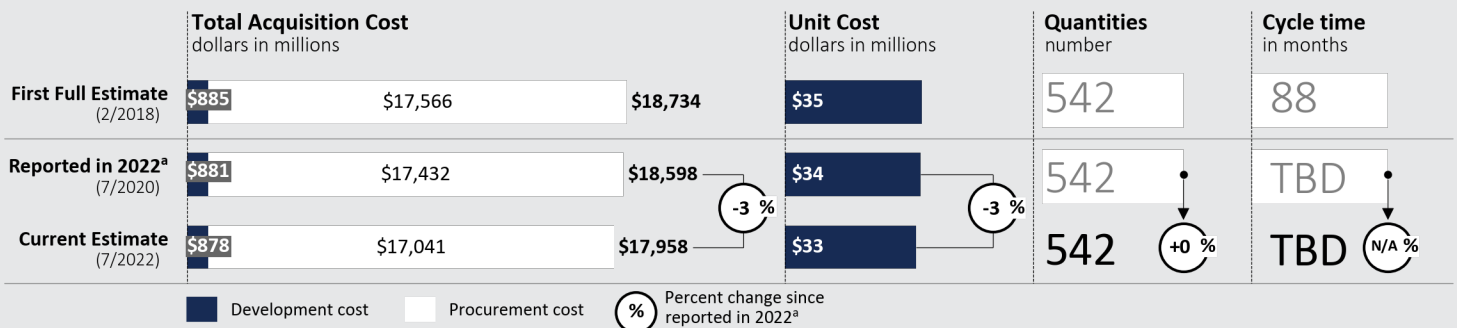 Total Acquisition Cost Unit Cost Quantities Cycle time
dollars in millions dollars in millions number in months
First Full Estimate $885 $17,566 $18,734 $35 542 88
(2/2018)
Reported in 2022ᵃ $881 $17,432 $18,598 $34 542 TBD
(7/2020)
-3 % -3 %
Current Estimate $878 $17,041 $17,958 $33 542 +0 % TBD N/A %
(7/2022)
Development cost Procurement cost % Percent change since
reported in 2022ᵃ